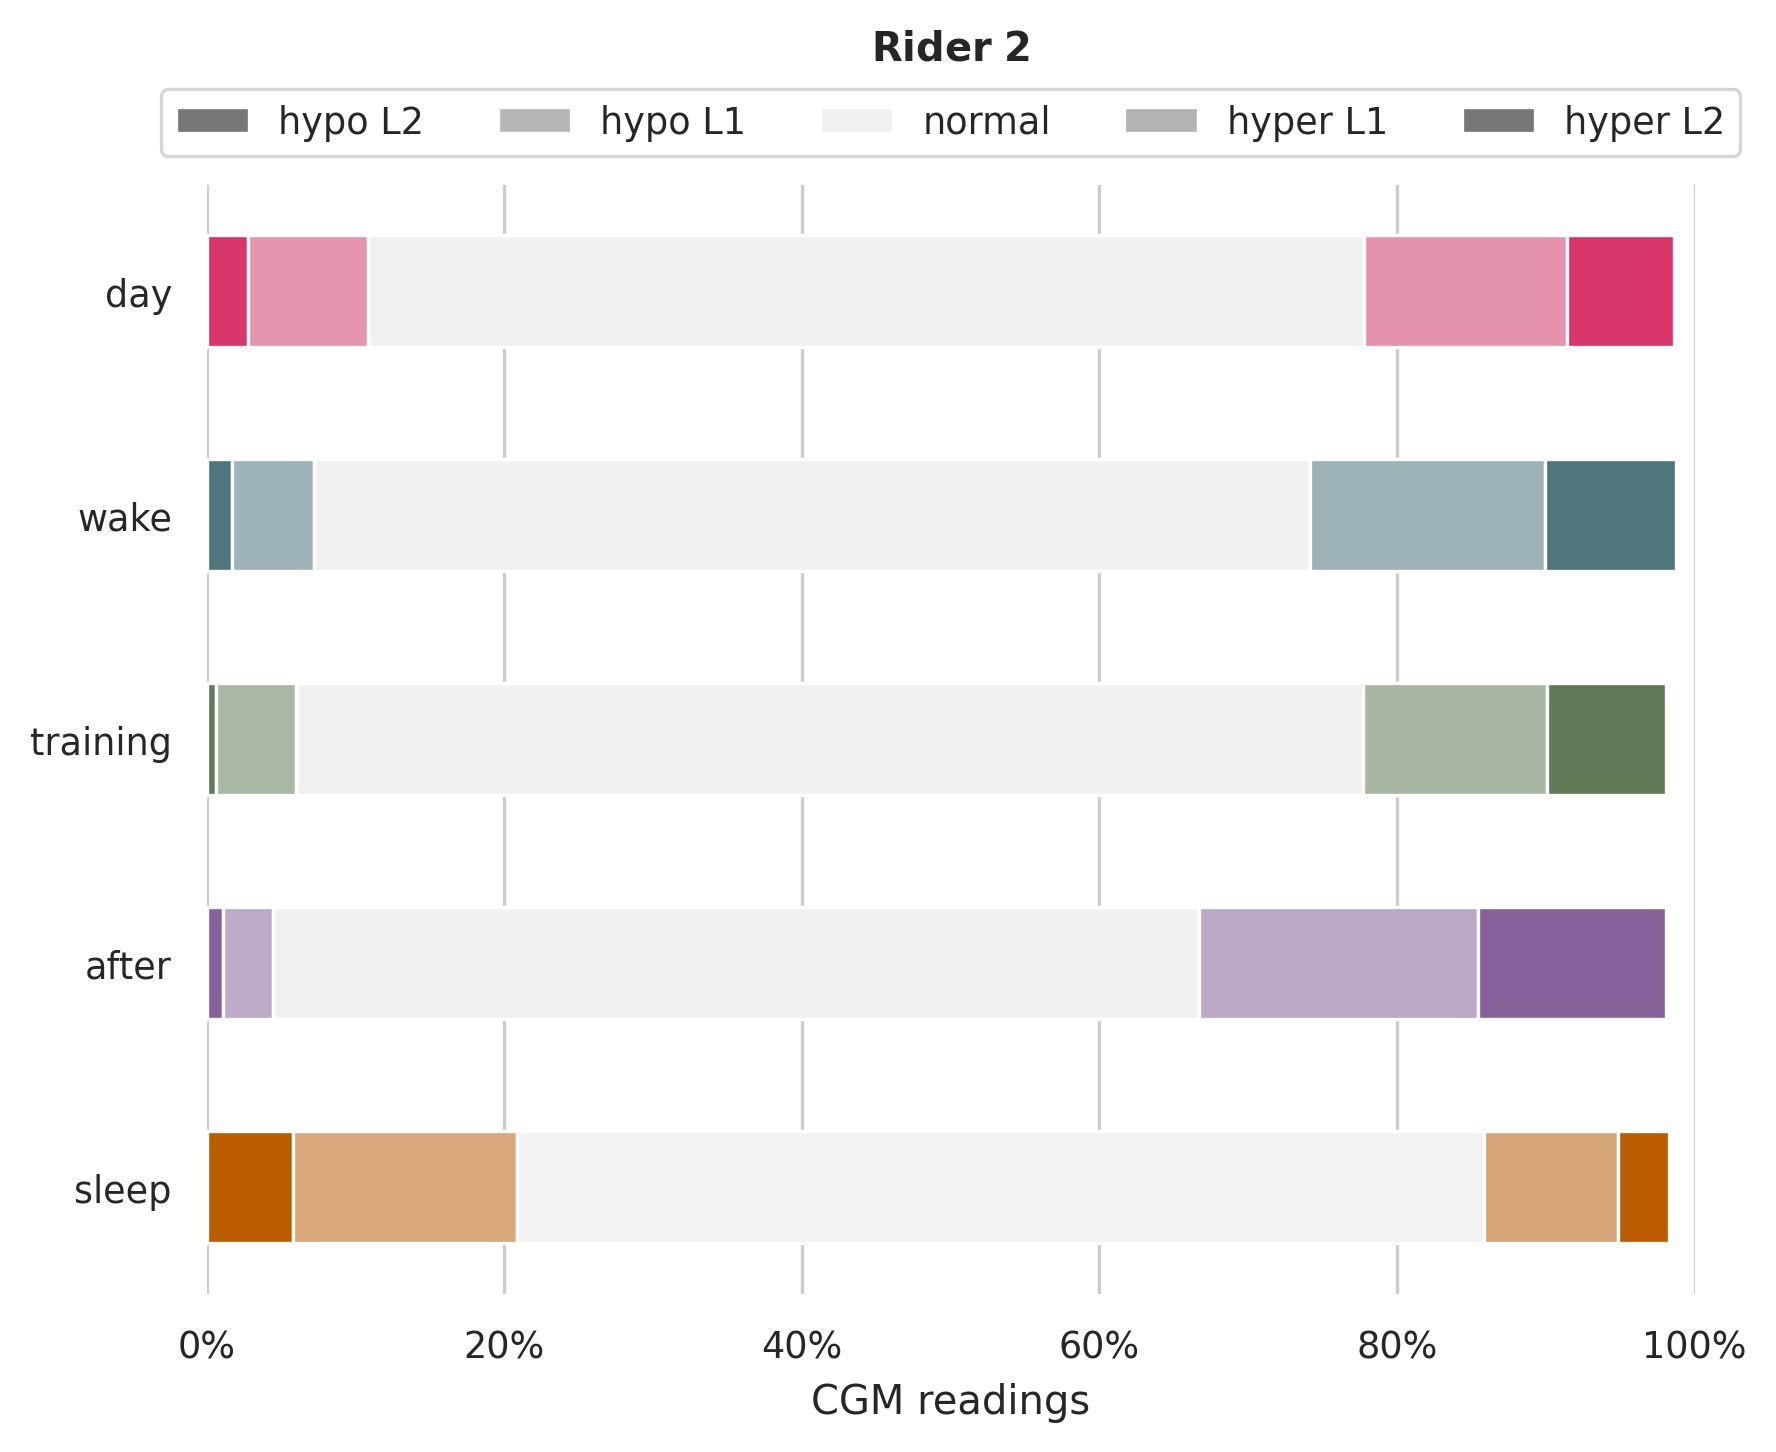 Rider 2
hypo L2 hypo L1 normal hyper L1 hyper L2
day
wake
training
after
sleep
0% 20% 40% 60% 80% 100%
CGM readings